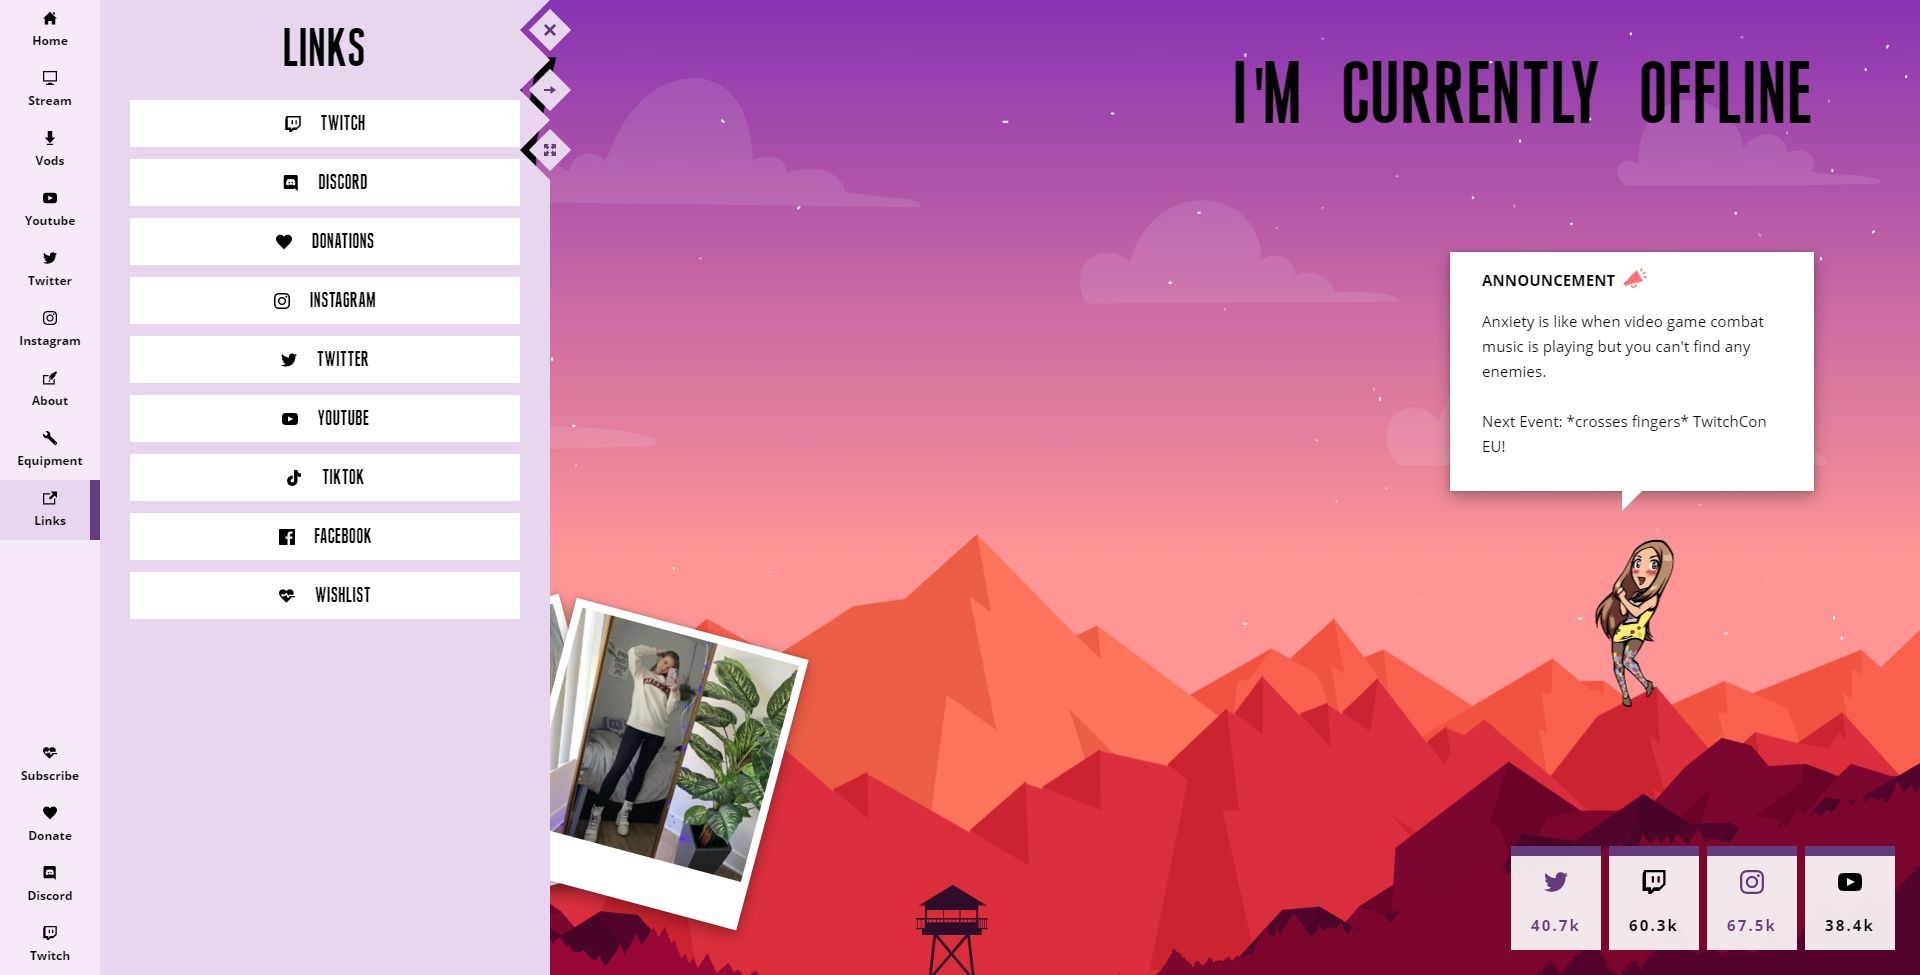 Home
Stream
Vods
Youtube
Twitter
Instagram
About
Equipment
Links
Subscribe
Donate
Discord
Twitch
LINKS
TWITCH
DISCORD
DONATIONS
INSTAGRAM
TWITTER
YOUTUBE
TIKTOK
FACEBOOK
WISHLIST
I'M CURRENTLY OFFLINE
ANNOUNCEMENT
Anxiety is like when video game combat
music is playing but you can't find any
enemies.
Next Event: *crosses fingers* TwitchCon
EU!
40.7k
60.3k
67.5k
38.4k